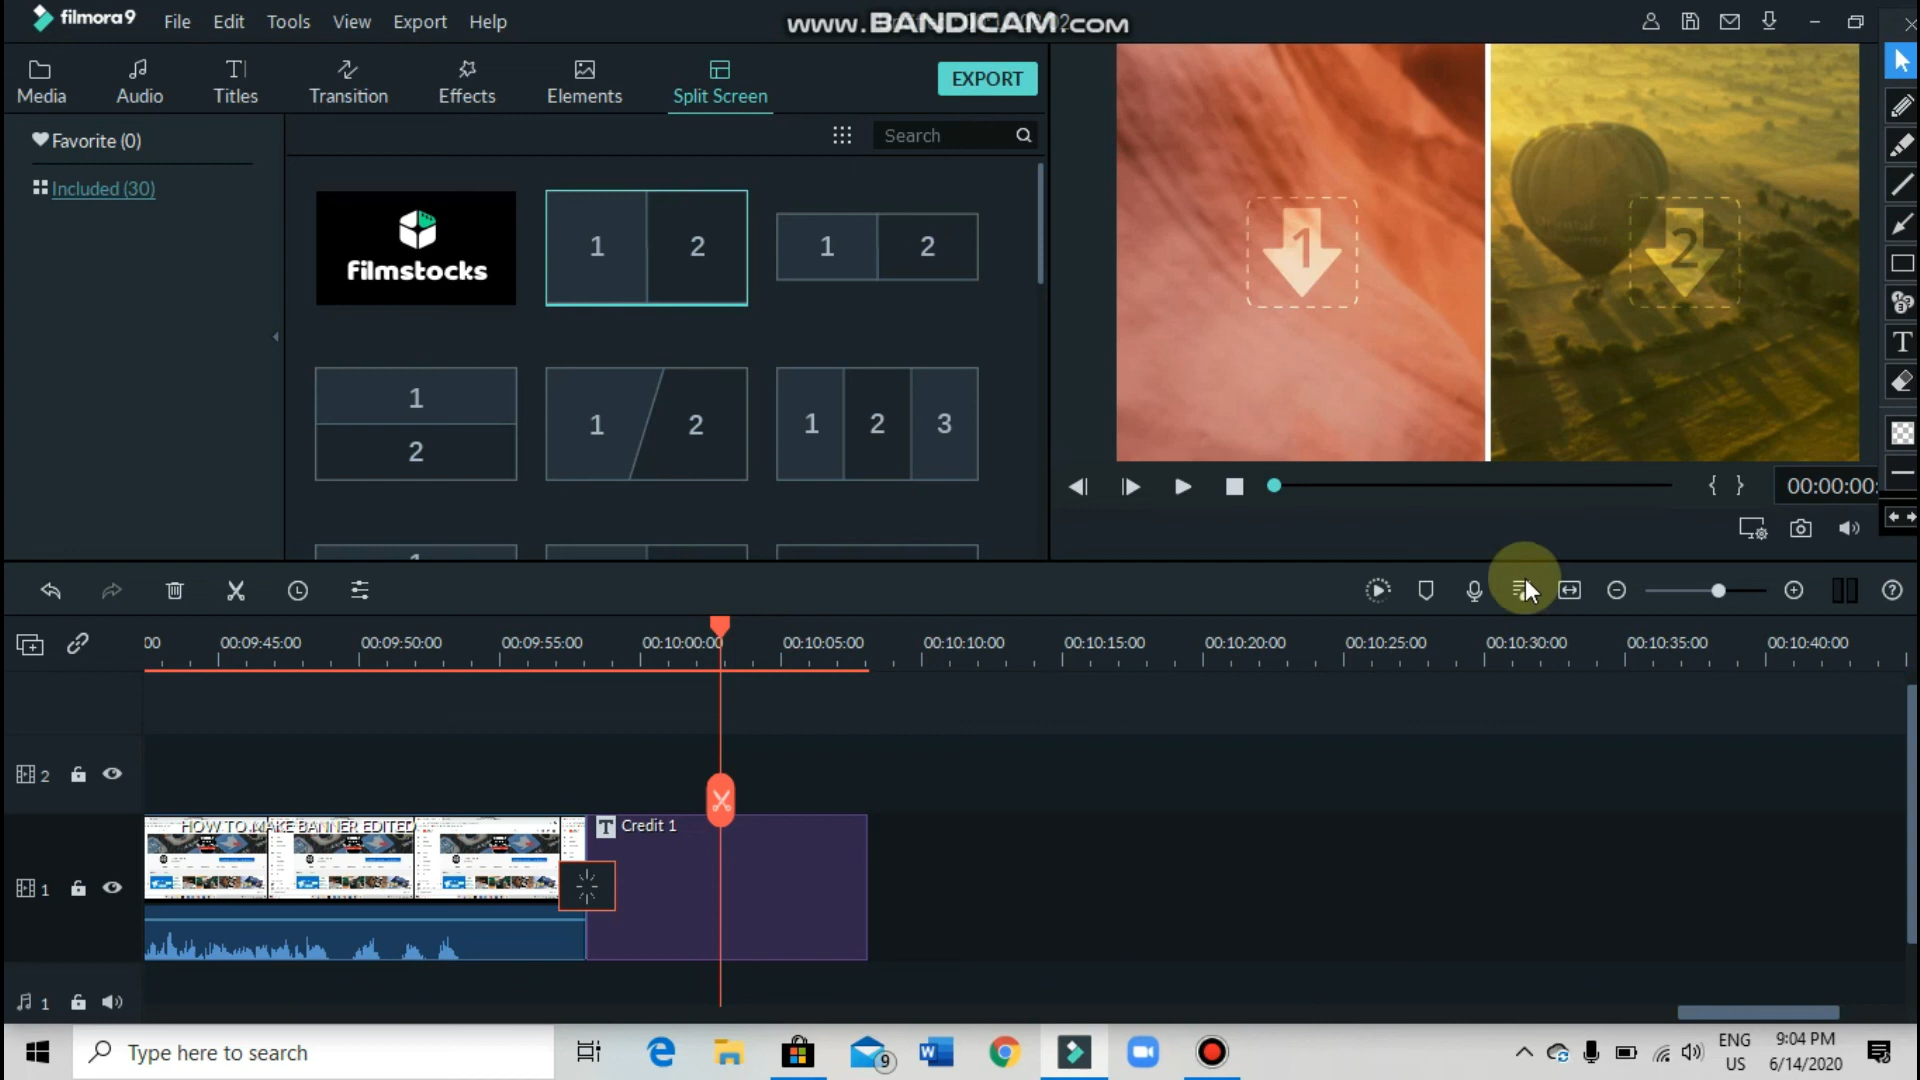 filmora9 File Edit Tools View Export Help
www.BANDICAM.com
Media Audio Titles Transition Effects Elements Split Screen
EXPORT
Favorite (0)
Included (30)
Search
filmstocks
1 2
1 2
1
2
1 2
1 2 3
1
2
00:00:00:
00 00:09:45:00 00:09:50:00 00:09:55:00 00:10:00:00 00:10:05:00 00:10:10:00 00:10:15:00 00:10:20:00 00:10:25:00 00:10:30:00 00:10:35:00 00:10:40:00
2
HOW TO MAKE BANNER EDITED
T Credit 1
1
1
Type here to search
9
ENG
US
9:04 PM
6/14/2020